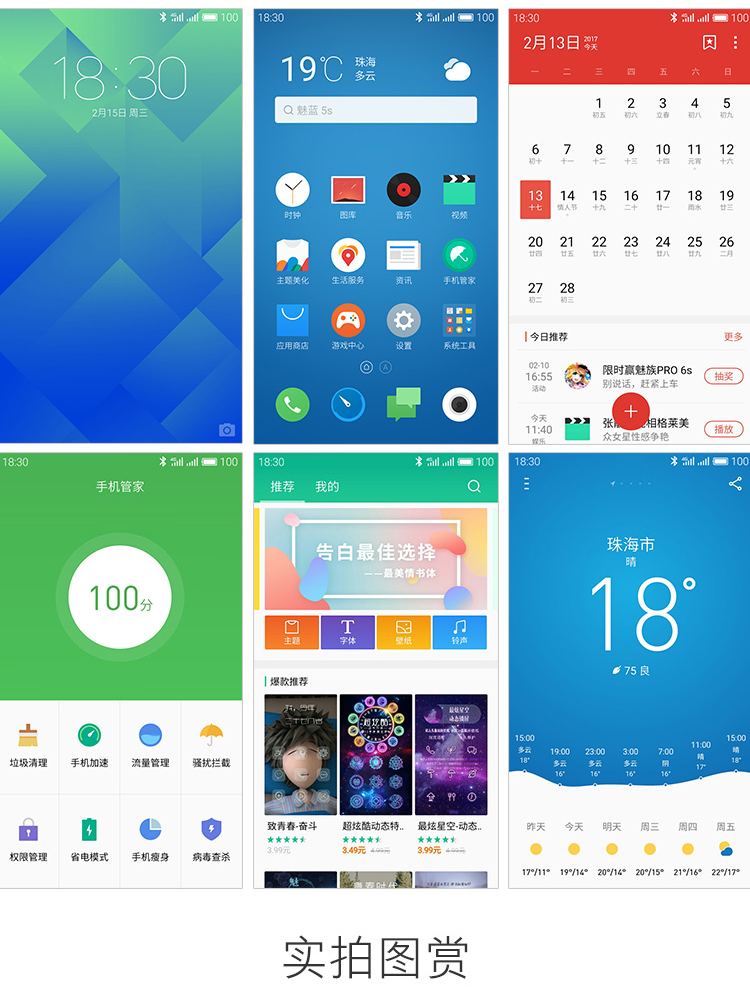 18:30 4G 100
18:30
2月15日 周三
18:30 4G 100
19℃ 珠海
多云
魅蓝 5s
时钟 图库 音乐 视频
主题美化 生活服务 资讯 手机管家
应用商店 游戏中心 设置 系统工具
A
18:30 4G 100
2月13日 2017
今天
一 二 三 四 五 六 日
1 2 3 4 5
初五 初六 立春 初八 初九
6 7 8 9 10 11 12
初十 十一 十二 十三 十四 元宵 十六
13 14 15 16 17 18 19
十七 情人节 十九 二十 廿一 雨水 廿三
20 21 22 23 24 25 26
廿四 廿五 廿六 廿七 廿八 廿九 二月
27 28
初二 初三
今日推荐 更多
02-10
16:55
活动
限时赢魅族PRO 6s
别说话，赶紧上车
抽奖
今天
11:40
娱乐
相格莱美
众女星性感争艳
播放
18:30 4G 100
手机管家
100分
垃圾清理 手机加速 流量管理 骚扰拦截
权限管理 省电模式 手机瘦身 病毒查杀
18:30 4G 100
推荐 我的
告白最佳选择
——最美情书体
主题 字体 壁纸 铃声
爆款推荐
超炫酷
最炫星空
动态锁屏
致青春-奋斗 超炫酷动态特.. 最炫星空-动态..
3.99元 3.49元 4.99元 3.99元 4.99元
18:30 4G 100
珠海市
晴
18°
75 良
15:00 19:00 23:00 3:00 7:00 11:00 15:00
多云 多云 多云 多云 阴 晴 晴
18° 16° 16° 16° 16° 17° 18°
昨天 今天 明天 周三 周四 周五
17°/11° 19°/14° 20°/14° 20°/15° 21°/16° 22°/17°
实拍图赏